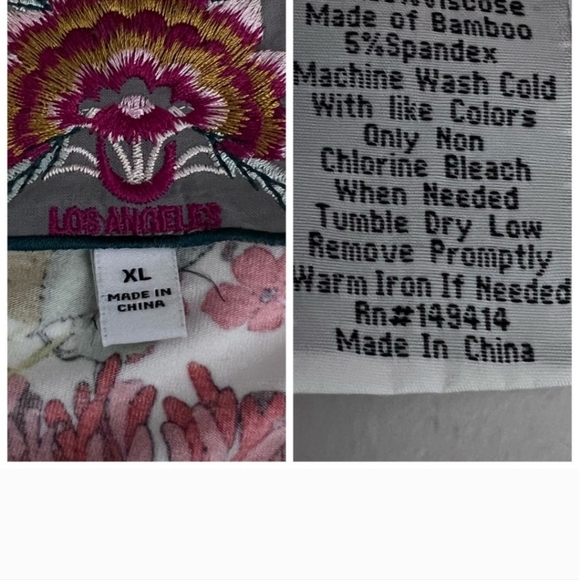 LOS ANGELES
XL
MADE IN
CHINA
Viscose
Made of Bamboo
5%Spandex
Machine Wash Cold
With like Colors
Only Non
Chlorine Bleach
When Needed
Tumble Dry Low
Remove Promptly
Warm Iron If Needed
Rn#149414
Made In China